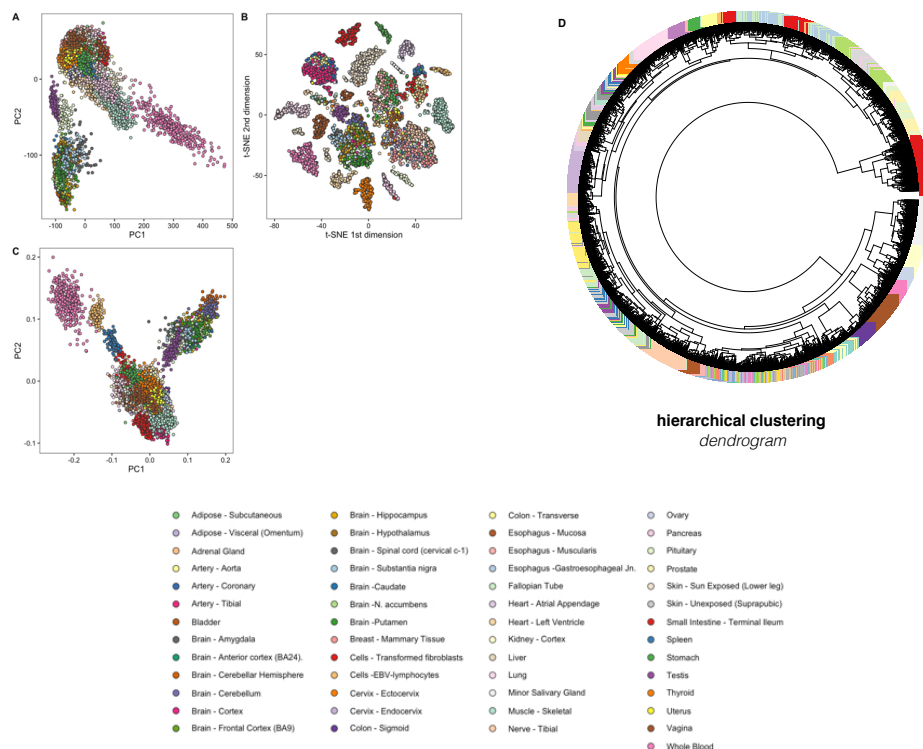 A
PC2
0
-100
-100
0
100
200
300
400
500
PC1
B
t-SNE 2nd dimension
50
0
-50
-80
-40
0
40
t-SNE 1st dimension
C
PC2
0.2
0.1
0.0
-0.1
-0.2
-0.1
0.0
0.1
0.2
PC1
D
hierarchical clustering
dendrogram
Adipose - Subcutaneous
Adipose - Visceral (Omentum)
Adrenal Gland
Artery - Aorta
Artery - Coronary
Artery - Tibial
Bladder
Brain - Amygdala
Brain - Anterior cortex (BA24).
Brain - Cerebellar Hemisphere
Brain - Cerebellum
Brain - Cortex
Brain - Frontal Cortex (BA9)
Brain - Hippocampus
Brain - Hypothalamus
Brain - Spinal cord (cervical c-1)
Brain - Substantia nigra
Brain -Caudate
Brain -N. accumbens
Brain -Putamen
Breast - Mammary Tissue
Cells - Transformed fibroblasts
Cells -EBV-lymphocytes
Cervix - Ectocervix
Cervix - Endocervix
Colon - Sigmoid
Colon - Transverse
Esophagus - Mucosa
Esophagus - Muscularis
Esophagus -Gastroesophageal Jn.
Fallopian Tube
Heart - Atrial Appendage
Heart - Left Ventricle
Kidney - Cortex
Liver
Lung
Minor Salivary Gland
Muscle - Skeletal
Nerve - Tibial
Ovary
Pancreas
Pituitary
Prostate
Skin - Sun Exposed (Lower leg)
Skin - Unexposed (Suprapubic)
Small Intestine - Terminal Ileum
Spleen
Stomach
Testis
Thyroid
Uterus
Vagina
Whole Blood